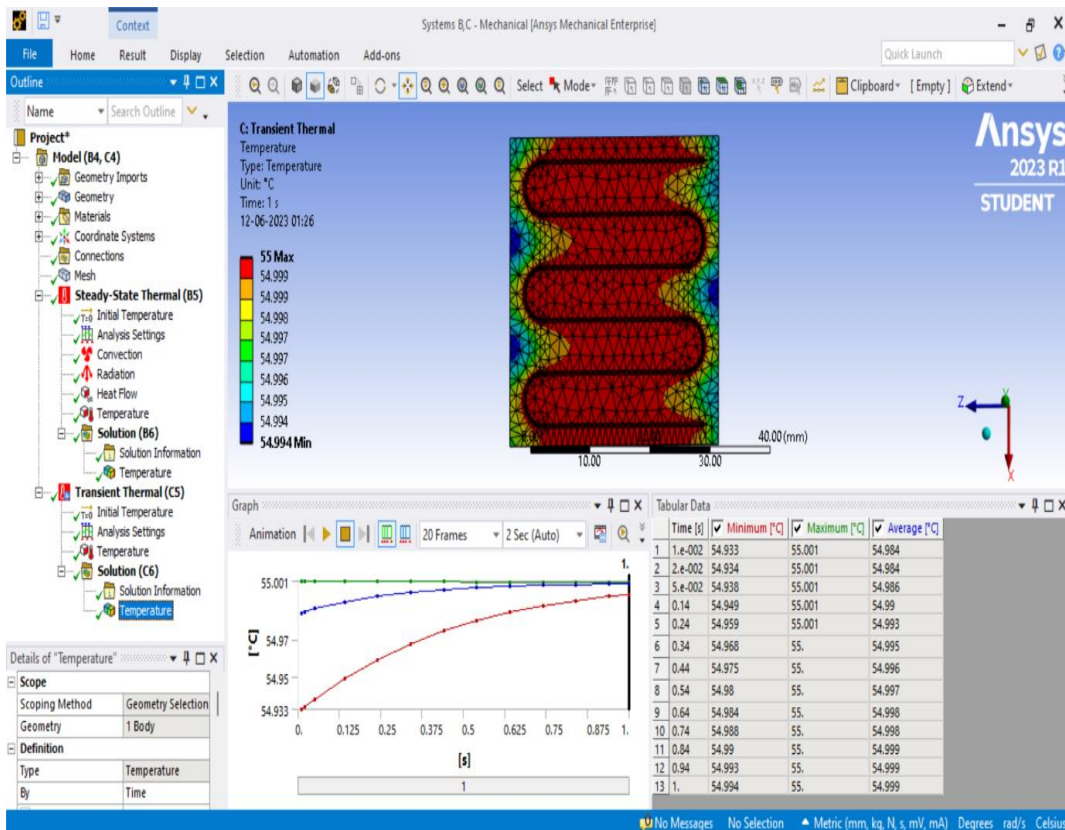 Context
Systems B,C - Mechanical [Ansys Mechanical Enterprise]
File Home Result Display Selection Automation Add-ons
Quick Launch
Outline
Name Search Outline
Select Mode Clipboard [ Empty ] Extend
Project*
Model (B4, C4)
Geometry Imports
Geometry
Materials
Coordinate Systems
Connections
Mesh
Steady-State Thermal (B5)
Initial Temperature
Analysis Settings
Convection
Radiation
Heat Flow
Temperature
Solution (B6)
Solution Information
Temperature
Transient Thermal (C5)
Initial Temperature
Analysis Settings
Temperature
Solution (C6)
Solution Information
Temperature
C: Transient Thermal
Temperature
Type: Temperature
Unit: °C
Time: 1 s
12-06-2023 01:26
55 Max
54.999
54.999
54.998
54.997
54.997
54.996
54.995
54.994
54.994 Min
Ansys
2023 R1
STUDENT
Z
X
40.00 (mm)
10.00 30.00
Details of "Temperature"
Scope
Scoping Method Geometry Selection
Geometry 1 Body
Definition
Type Temperature
By Time
Graph
Animation 20 Frames 2 Sec (Auto)
1.
55.001
54.97
54.95
54.933
[°C]
0. 0.125 0.25 0.375 0.5 0.625 0.75 0.875 1.
[s]
1
Tabular Data
Time [s] Minimum [°C] Maximum [°C] Average [°C]
1 1.e-002 54.933 55.001 54.984
2 2.e-002 54.934 55.001 54.984
3 5.e-002 54.938 55.001 54.986
4 0.14 54.949 55.001 54.99
5 0.24 54.959 55.001 54.993
6 0.34 54.968 55. 54.995
7 0.44 54.975 55. 54.996
8 0.54 54.98 55. 54.997
9 0.64 54.984 55. 54.998
10 0.74 54.988 55. 54.998
11 0.84 54.99 55. 54.999
12 0.94 54.993 55. 54.999
13 1. 54.994 55. 54.999
No Messages No Selection Metric (mm, kg, N, s, mV, mA) Degrees rad/s Celsius